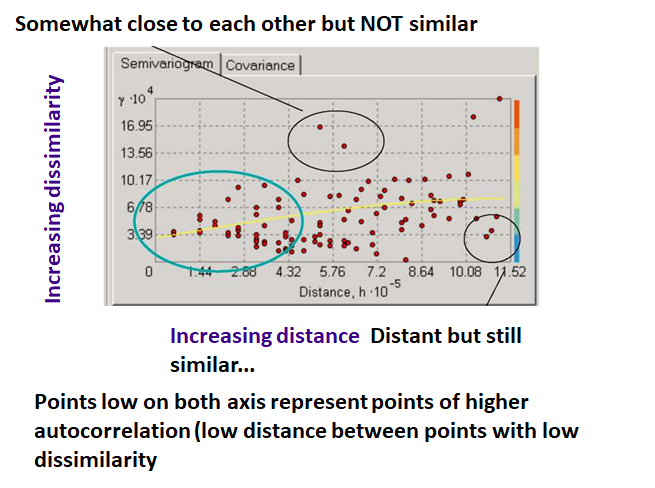 Somewhat close to each other but NOT similar
Semivariogram Covariance
γ ·10 4
16.95
13.56
10.17
6.78
3.39
0 1.44 2.88 4.32 5.76 7.2 8.64 10.08 11.52
Distance, h ·10 -5
Increasing dissimilarity
Increasing distance Distant but still
similar...
Points low on both axis represent points of higher
autocorrelation (low distance between points with low
dissimilarity